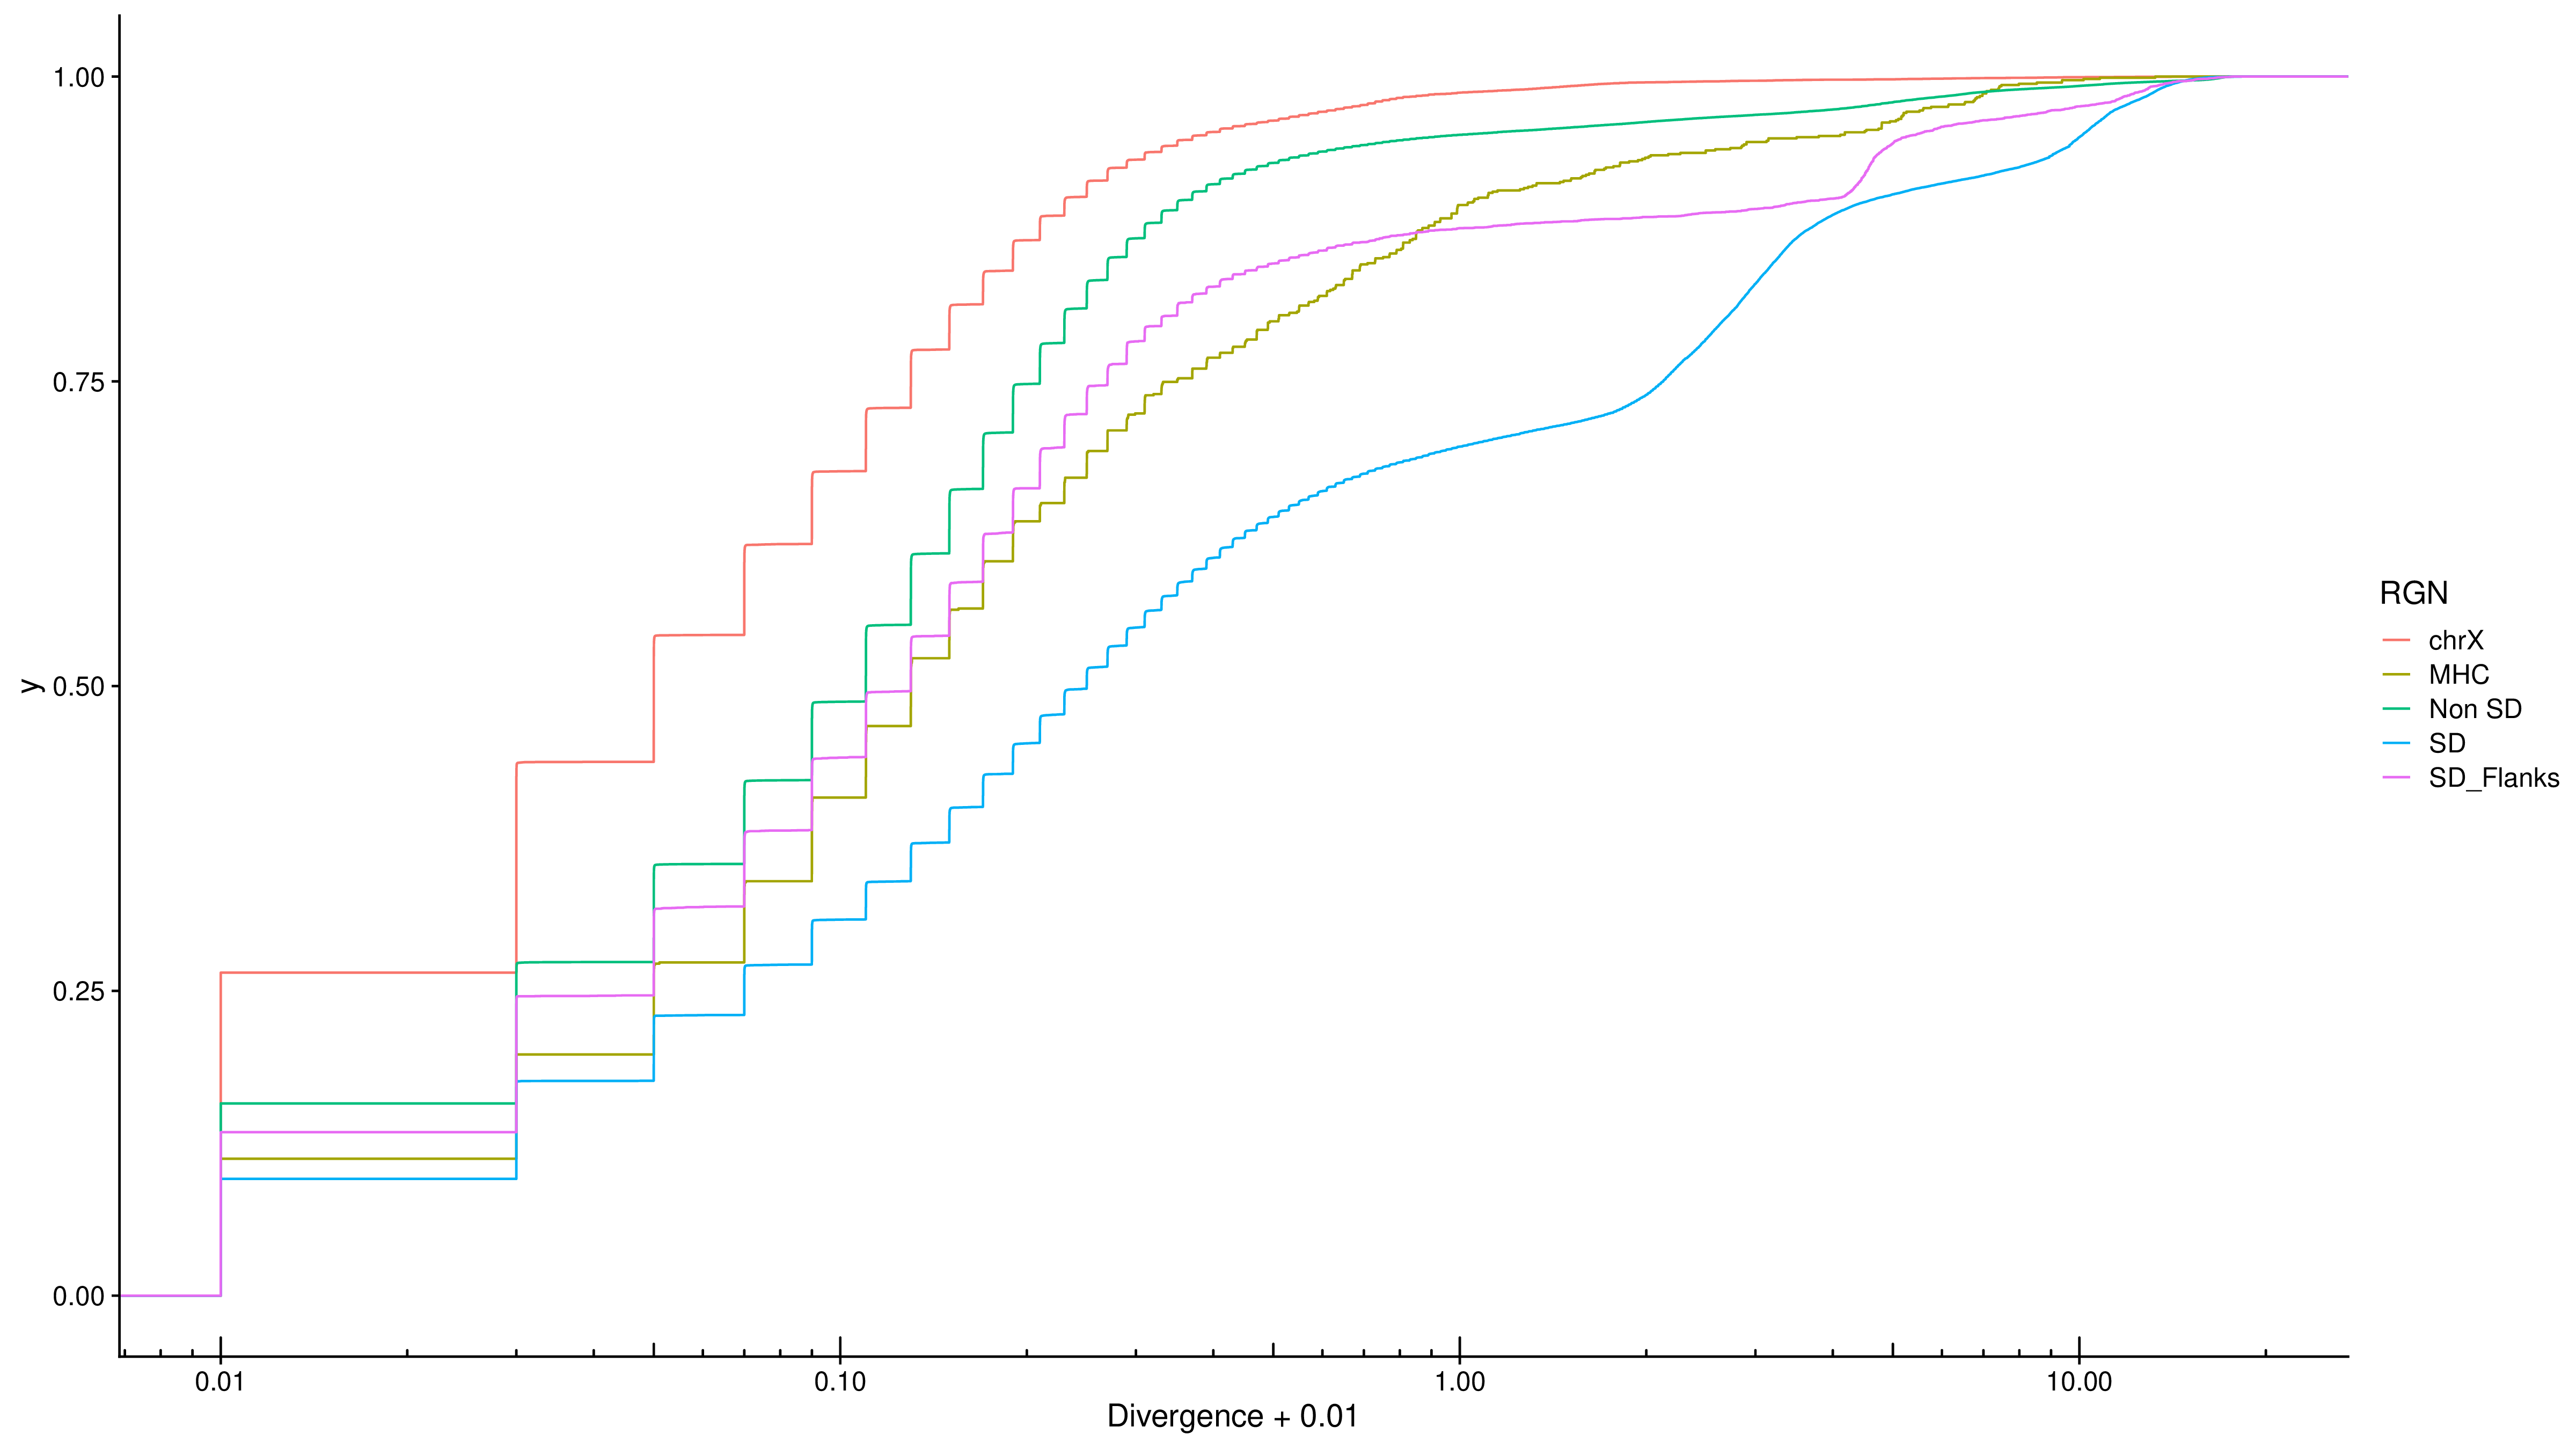 1.00
0.75
0.50
0.25
0.00
y
0.01
0.10
1.00
10.00
Divergence + 0.01
RGN
chrX
MHC
Non SD
SD
SD_Flanks